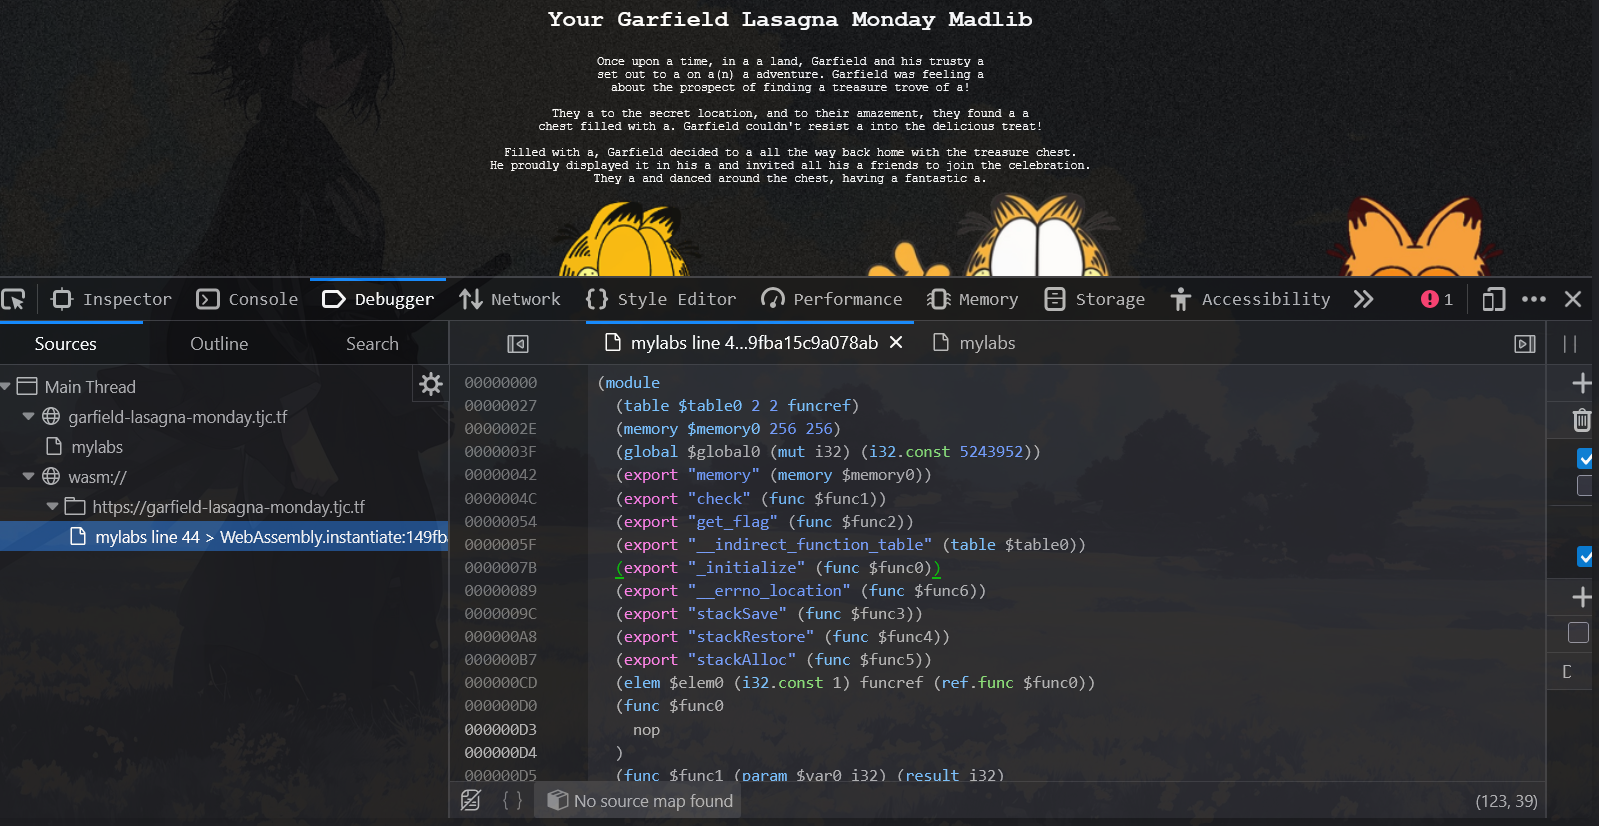 Your Garfield Lasagna Monday Madlib
Once upon a time, in a a land, Garfield and his trusty a
set out to a on a(n) a adventure. Garfield was feeling a
about the prospect of finding a treasure trove of a!
They a to the secret location, and to their amazement, they found a a
chest filled with a. Garfield couldn't resist a into the delicious treat!
Filled with a, Garfield decided to a all the way back home with the treasure chest.
He proudly displayed it in his a and invited all his a friends to join the celebration.
They a and danced around the chest, having a fantastic a.
Inspector Console Debugger Network Style Editor Performance Memory Storage Accessibility 1
Sources Outline Search
mylabs line 4...9fba15c9a078ab mylabs
Main Thread
garfield-lasagna-monday.tjc.tf
mylabs
wasm://
https://garfield-lasagna-monday.tjc.tf
mylabs line 44 > WebAssembly.instantiate:149fb
00000000 (module
00000027 (table $table0 2 2 funcref)
0000002E (memory $memory0 256 256)
0000003F (global $global0 (mut i32) (i32.const 5243952))
00000042 (export "memory" (memory $memory0))
0000004C (export "check" (func $func1))
00000054 (export "get_flag" (func $func2))
0000005F (export "__indirect_function_table" (table $table0))
0000007B (export "_initialize" (func $func0))
00000089 (export "__errno_location" (func $func6))
0000009C (export "stackSave" (func $func3))
000000A8 (export "stackRestore" (func $func4))
000000B7 (export "stackAlloc" (func $func5))
000000CD (elem $elem0 (i32.const 1) funcref (ref.func $func0))
000000D0 (func $func0
000000D3 nop
000000D4 )
000000D5 (func $func1 (param $var0 i32) (result i32)
{ } No source map found (123, 39)